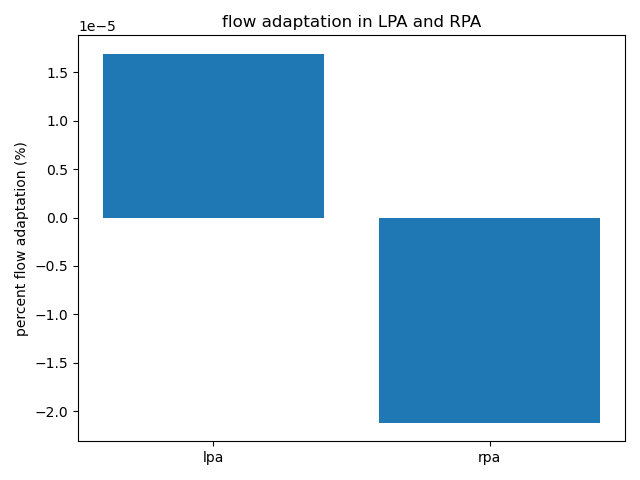 flow adaptation in LPA and RPA
1e−5
percent flow adaptation (%)
1.5
1.0
0.5
0.0
−0.5
−1.0
−1.5
−2.0
lpa rpa